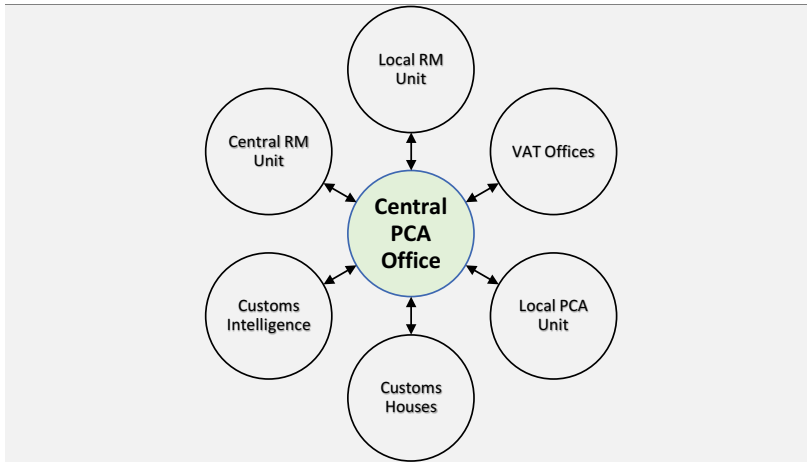 Local RM
Unit
Central RM
Unit
VAT Offices
Central
PCA
Office
Customs
Intelligence
Local PCA
Unit
Customs
Houses